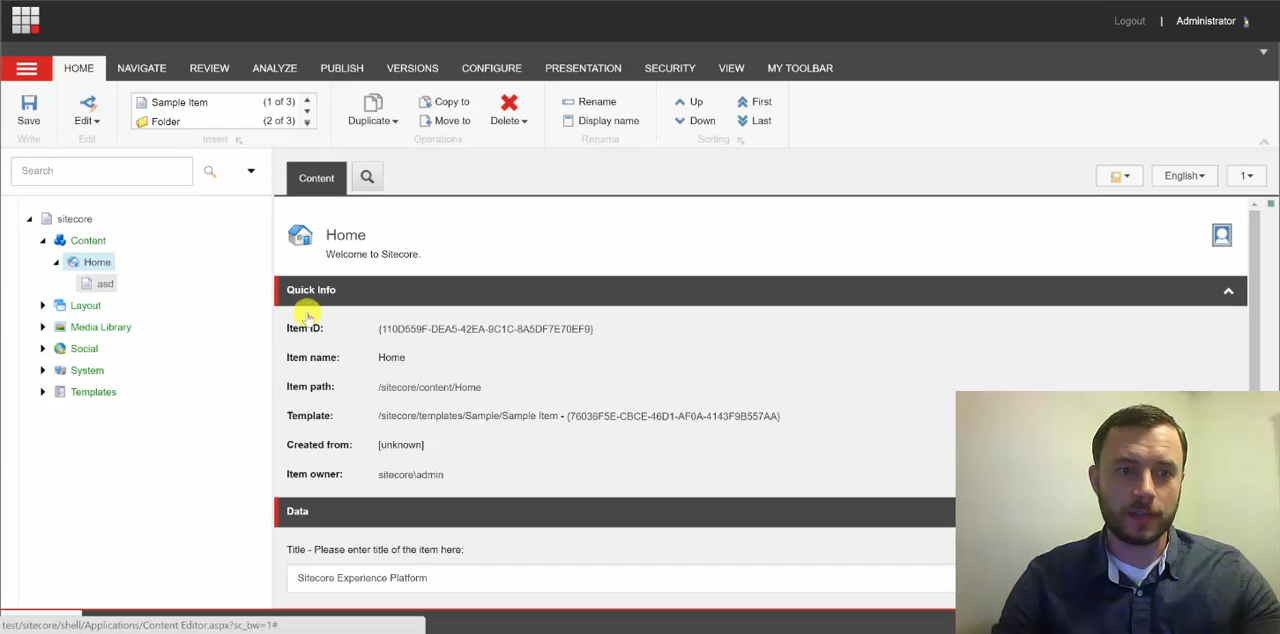 Logout | Administrator
HOME NAVIGATE REVIEW ANALYZE PUBLISH VERSIONS CONFIGURE PRESENTATION SECURITY VIEW MY TOOLBAR
Sample Item (1 of 3) Copy to Rename Up First
Save Edit Folder (2 of 3) Duplicate Move to Delete Display name Down Last
Write Edit Insert Operations Rename Sorting
Search
Content English 1
sitecore
Content
Home
asd
Layout
Media Library
Social
System
Templates
Home
Welcome to Sitecore.
Quick Info
Item ID: {110D559F-DEA5-42EA-9C1C-8A5DF7E70EF9}
Item name: Home
Item path: /sitecore/content/Home
Template: /sitecore/templates/Sample/Sample Item - {76036F5E-CBCE-46D1-AF0A-4143F9B557AA}
Created from: [unknown]
Item owner: sitecore\admin
Data
Title - Please enter title of the item here:
Sitecore Experience Platform
test/sitecore/shell/Applications/Content Editor.aspx?sc_bw=1#